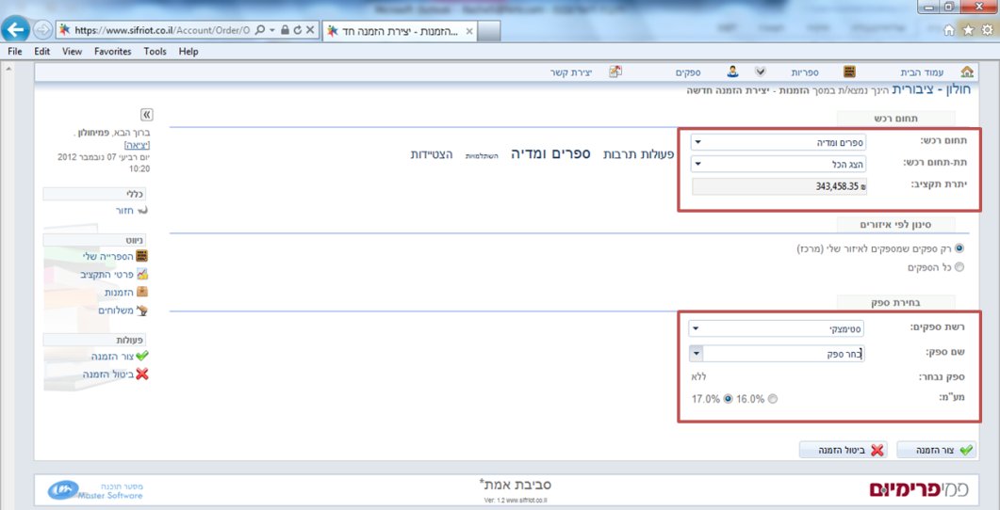 https://www.sifriot.co.il/Account/Order/O
הזמנות - יצירת הזמנה חד...
File Edit View Favorites Tools Help
עמוד הבית ספריות ספקים יצירת קשר
חולון - ציבורית הינך נמצא/ת במסך הזמנות - יצירת הזמנה חדשה
ברוך הבא, פמיחולון .
[יציאה]
יום רביעי 07 נובמבר 2012
10:20
כללי
חזור
ניווט
הספרייה שלי
פרטי התקציב
הזמנות
משלוחים
פעולות
צור הזמנה
ביטול הזמנה
תחום רכש
תחום רכש: ספרים ומדיה
תת-תחום רכש: הצג הכל
יתרת תקציב: ₪ 343,458.35
פעולות תרבות ספרים ומדיה השתלמויות הצטיידות
סינון לפי איזורים
רק ספקים שמספקים לאיזור שלי (מרכז)
כל הספקים
בחירת ספק
רשת ספקים: סטימצקי
שם ספק: בחר ספק
ספק נבחר: ללא
מע"מ: 16.0% 17.0%
צור הזמנה ביטול הזמנה
פמיפרימיום
סביבת אמת*
Ver: 1.2 www.sifriot.co.il
מסטר תוכנה
Master Software